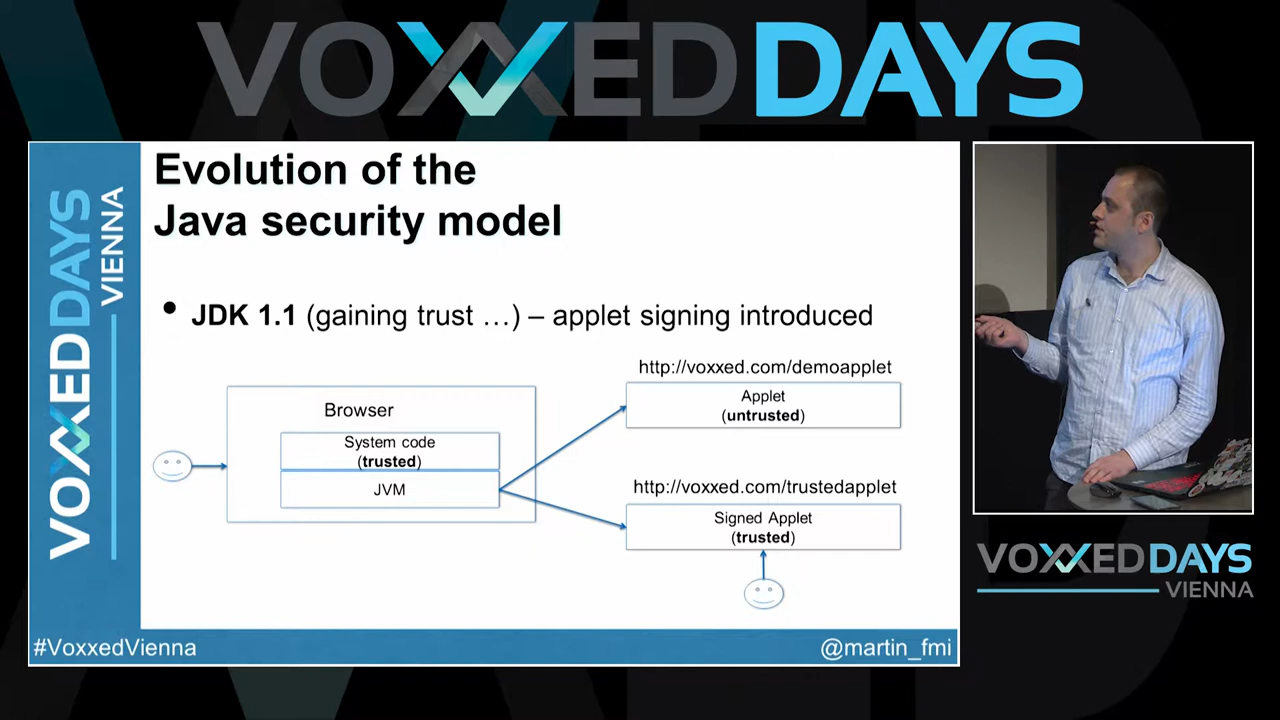 VOXXED DAYS
VOXXED DAYS
VIENNA
Evolution of the
Java security model
• JDK 1.1 (gaining trust …) – applet signing introduced
http://voxxed.com/demoapplet
Applet
(untrusted)
Browser
System code
(trusted)
JVM
http://voxxed.com/trustedapplet
Signed Applet
(trusted)
#VoxxedVienna
@martin_fmi
VOXXED DAYS
VIENNA